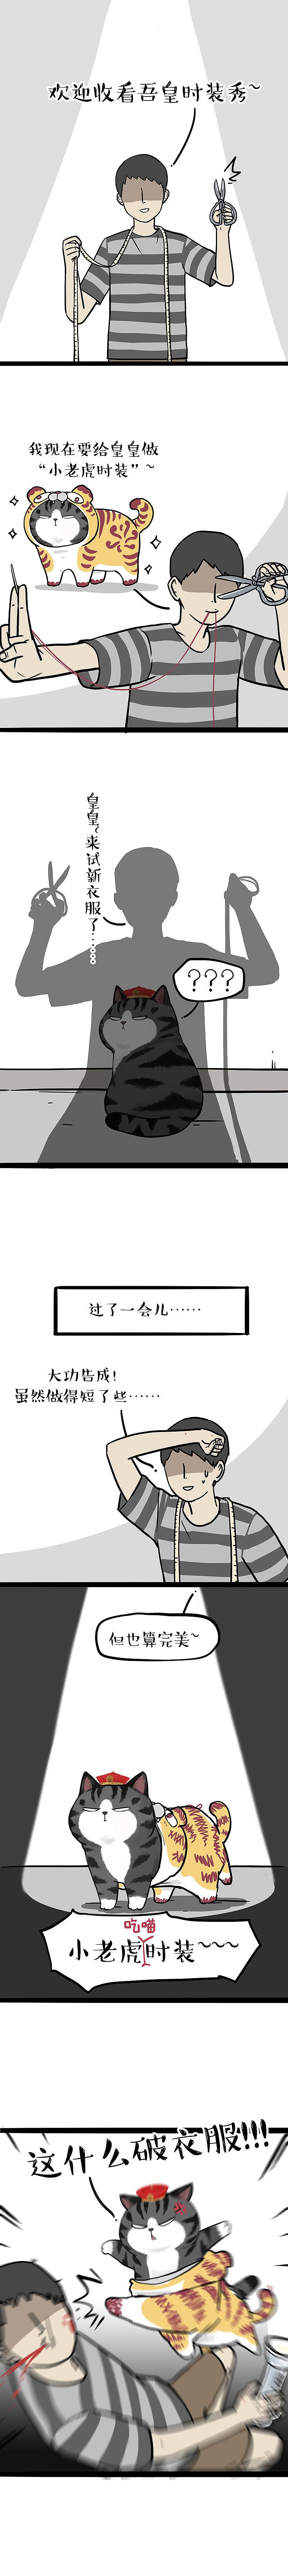 欢迎收看吾皇时装秀~
我现在要给皇皇做
“小老虎时装”~
皇皇~来试新衣服了……
???
过了一会儿……
大功告成!
虽然做得短了些……
但也算完美~
吃喵
小老虎时装~~~
这什么破衣服!!!